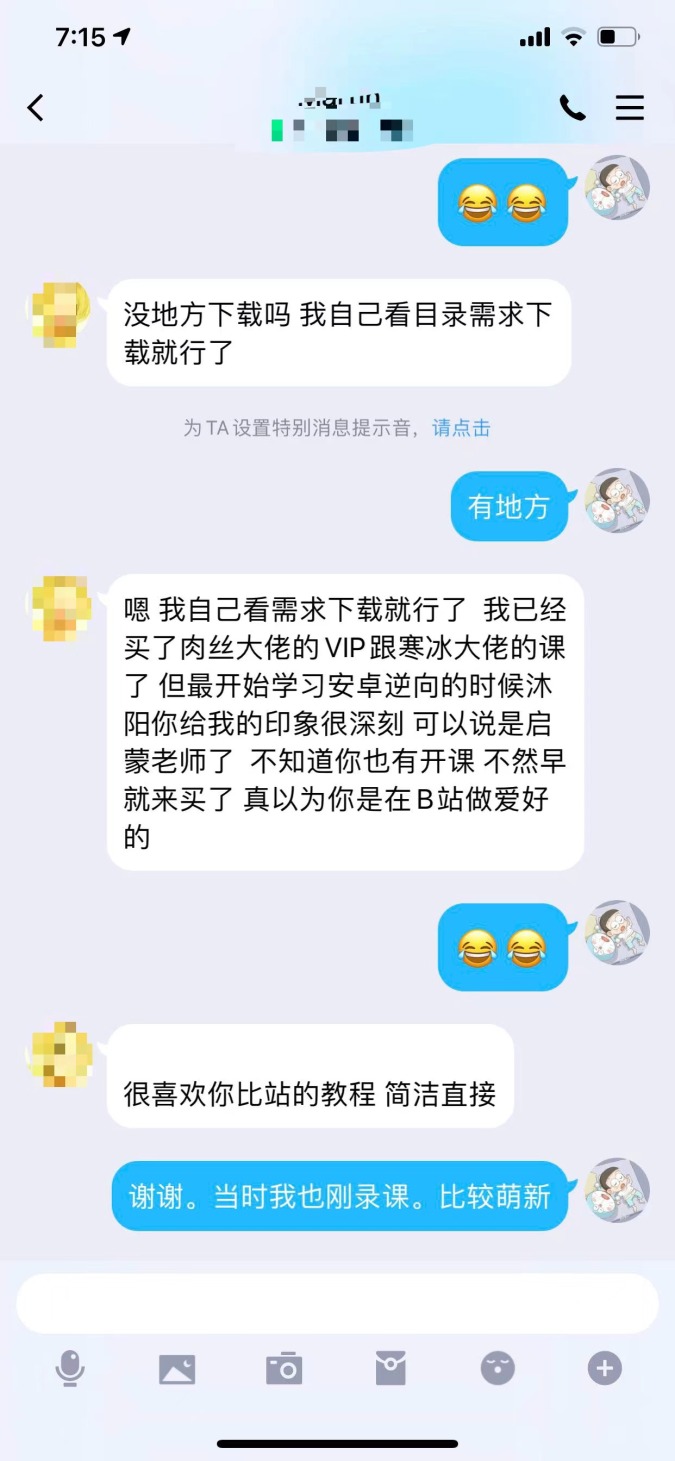 7:15
没地方下载吗 我自己看目录需求下
载就行了
为TA设置特别消息提示音，请点击
有地方
嗯 我自己看需求下载就行了 我已经
买了肉丝大佬的VIP跟寒冰大佬的课
了 但最开始学习安卓逆向的时候沐
阳你给我的印象很深刻 可以说是启
蒙老师了 不知道你也有开课 不然早
就来买了 真以为你是在B站做爱好
的
很喜欢你比站的教程 简洁直接
谢谢。当时我也刚录课。比较萌新